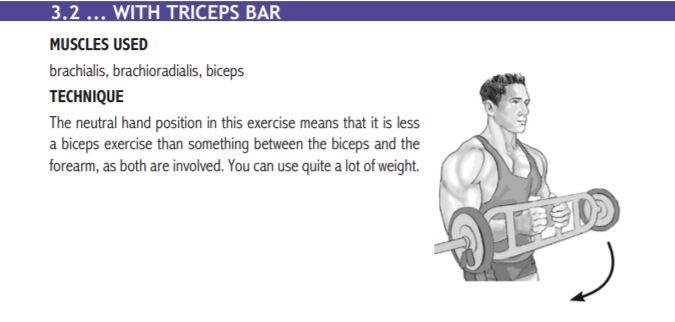 3.2 ... WITH TRICEPS BAR
MUSCLES USED
brachialis, brachioradialis, biceps
TECHNIQUE
The neutral hand position in this exercise means that it is less
a biceps exercise than something between the biceps and the
forearm, as both are involved. You can use quite a lot of weight.